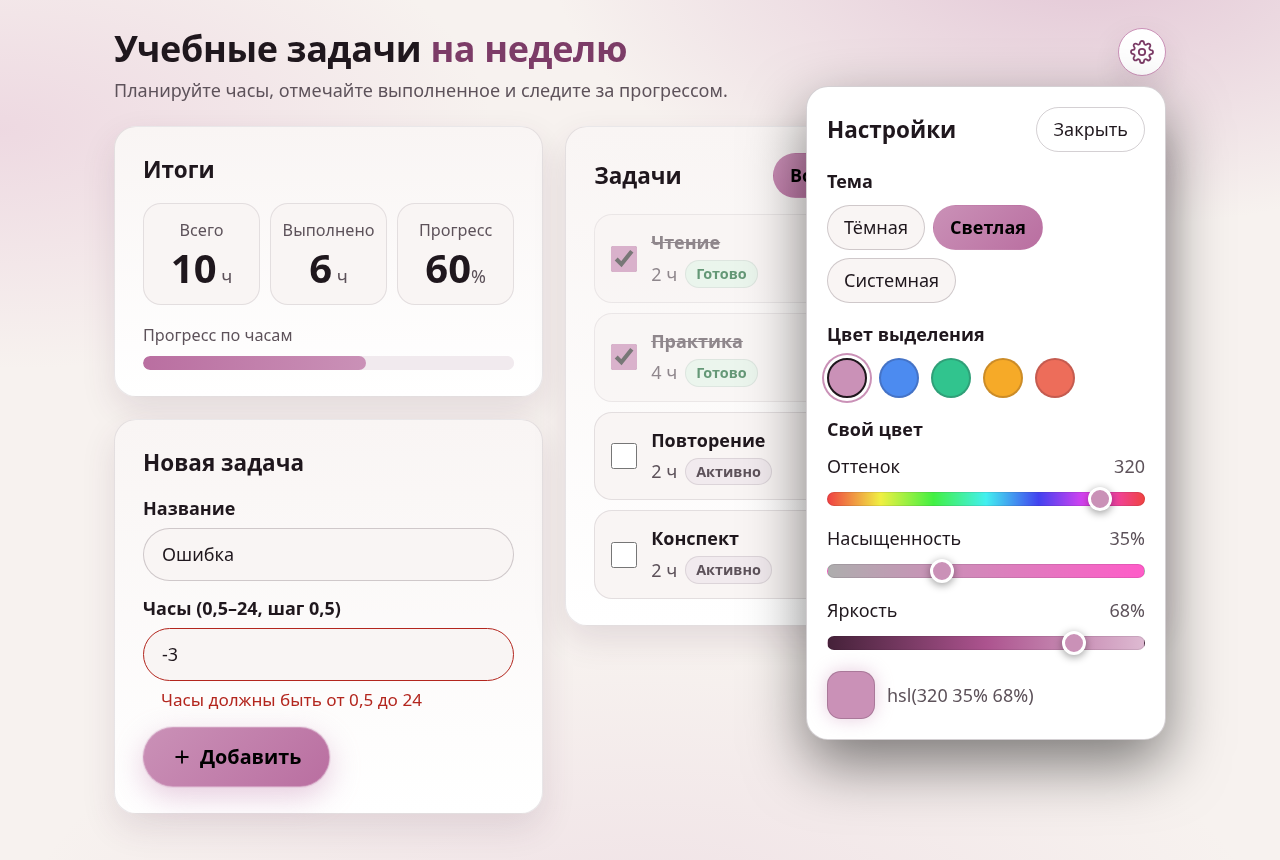 Учебные задачи на неделю
Планируйте часы, отмечайте выполненное и следите за прогрессом.
Итоги
Всего
10 ч
Выполнено
6 ч
Прогресс
60%
Прогресс по часам
Новая задача
Название
Ошибка
Часы (0,5–24, шаг 0,5)
-3
Часы должны быть от 0,5 до 24
+ Добавить
Задачи
Чтение
2 ч Готово
Практика
4 ч Готово
Повторение
2 ч Активно
Конспект
2 ч Активно
Настройки
Закрыть
Тема
Тёмная
Светлая
Системная
Цвет выделения
Свой цвет
Оттенок 320
Насыщенность 35%
Яркость 68%
hsl(320 35% 68%)